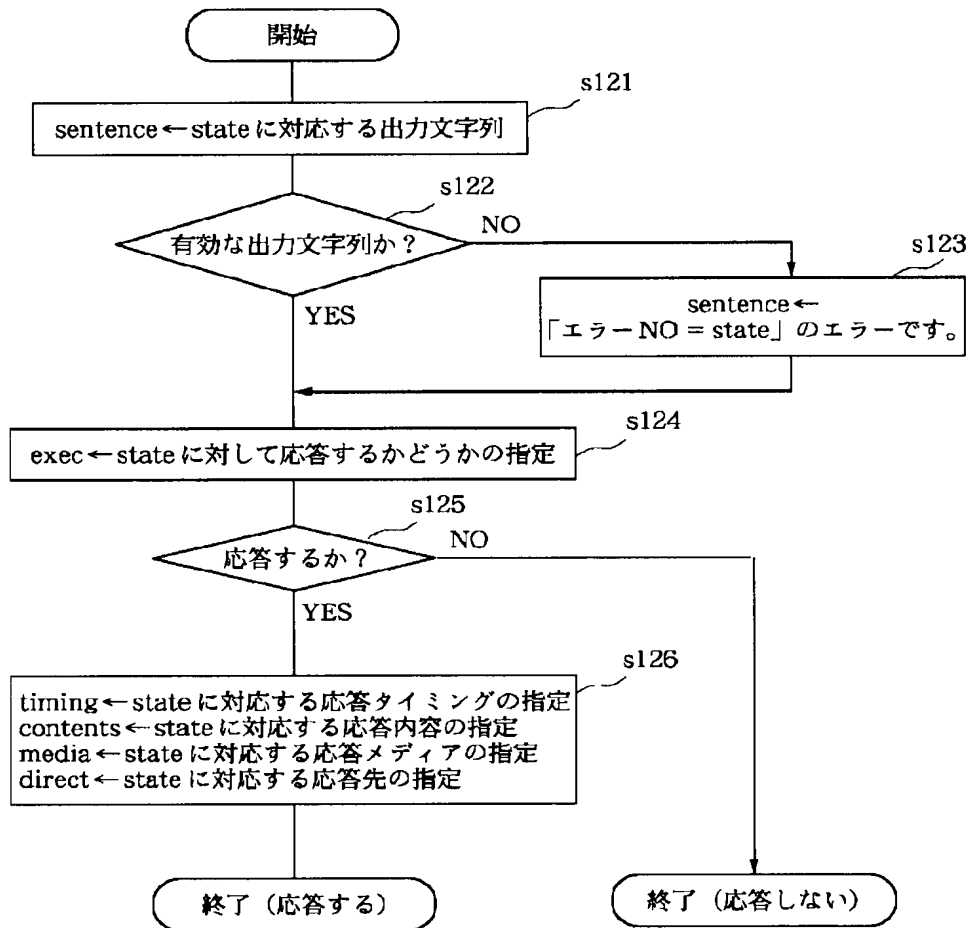 開始
s121
sentence←stateに対応する出力文字列
s122
有効な出力文字列か？
NO
s123
YES
sentence←
「エラーNO = state」のエラーです。
s124
exec←stateに対して応答するかどうかの指定
s125
応答するか？
NO
YES
s126
timing←stateに対応する応答タイミングの指定
contents←stateに対応する応答内容の指定
media←stateに対応する応答メディアの指定
direct←stateに対応する応答先の指定
終了（応答する）
終了（応答しない）